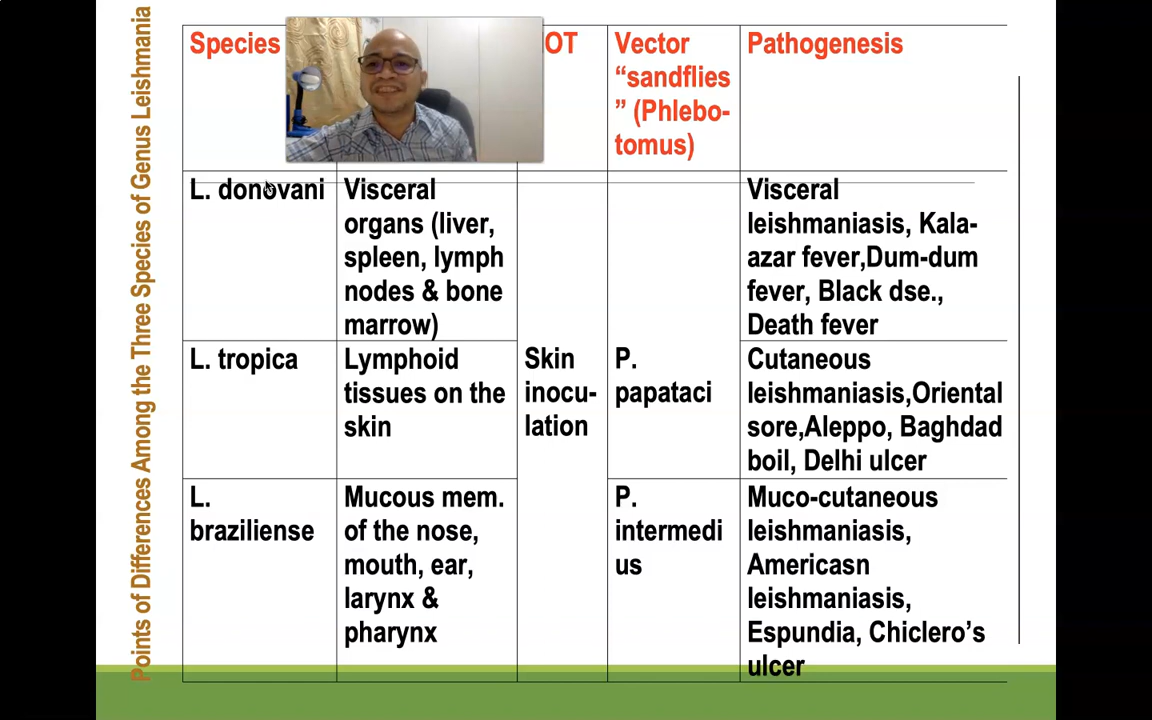 Points of Differences Among the Three Species of Genus Leishmania
Species
OT
Vector
“sandflies
” (Phlebo-
tomus)
Pathogenesis
L. donovani
Visceral
organs (liver,
spleen, lymph
nodes & bone
marrow)
Visceral
leishmaniasis, Kala-
azar fever,Dum-dum
fever, Black dse.,
Death fever
L. tropica
Lymphoid
tissues on the
skin
Skin
inocu-
lation
P.
papataci
Cutaneous
leishmaniasis,Oriental
sore,Aleppo, Baghdad
boil, Delhi ulcer
L.
braziliense
Mucous mem.
of the nose,
mouth, ear,
larynx &
pharynx
P.
intermedi
us
Muco-cutaneous
leishmaniasis,
Americasn
leishmaniasis,
Espundia, Chiclero’s
ulcer